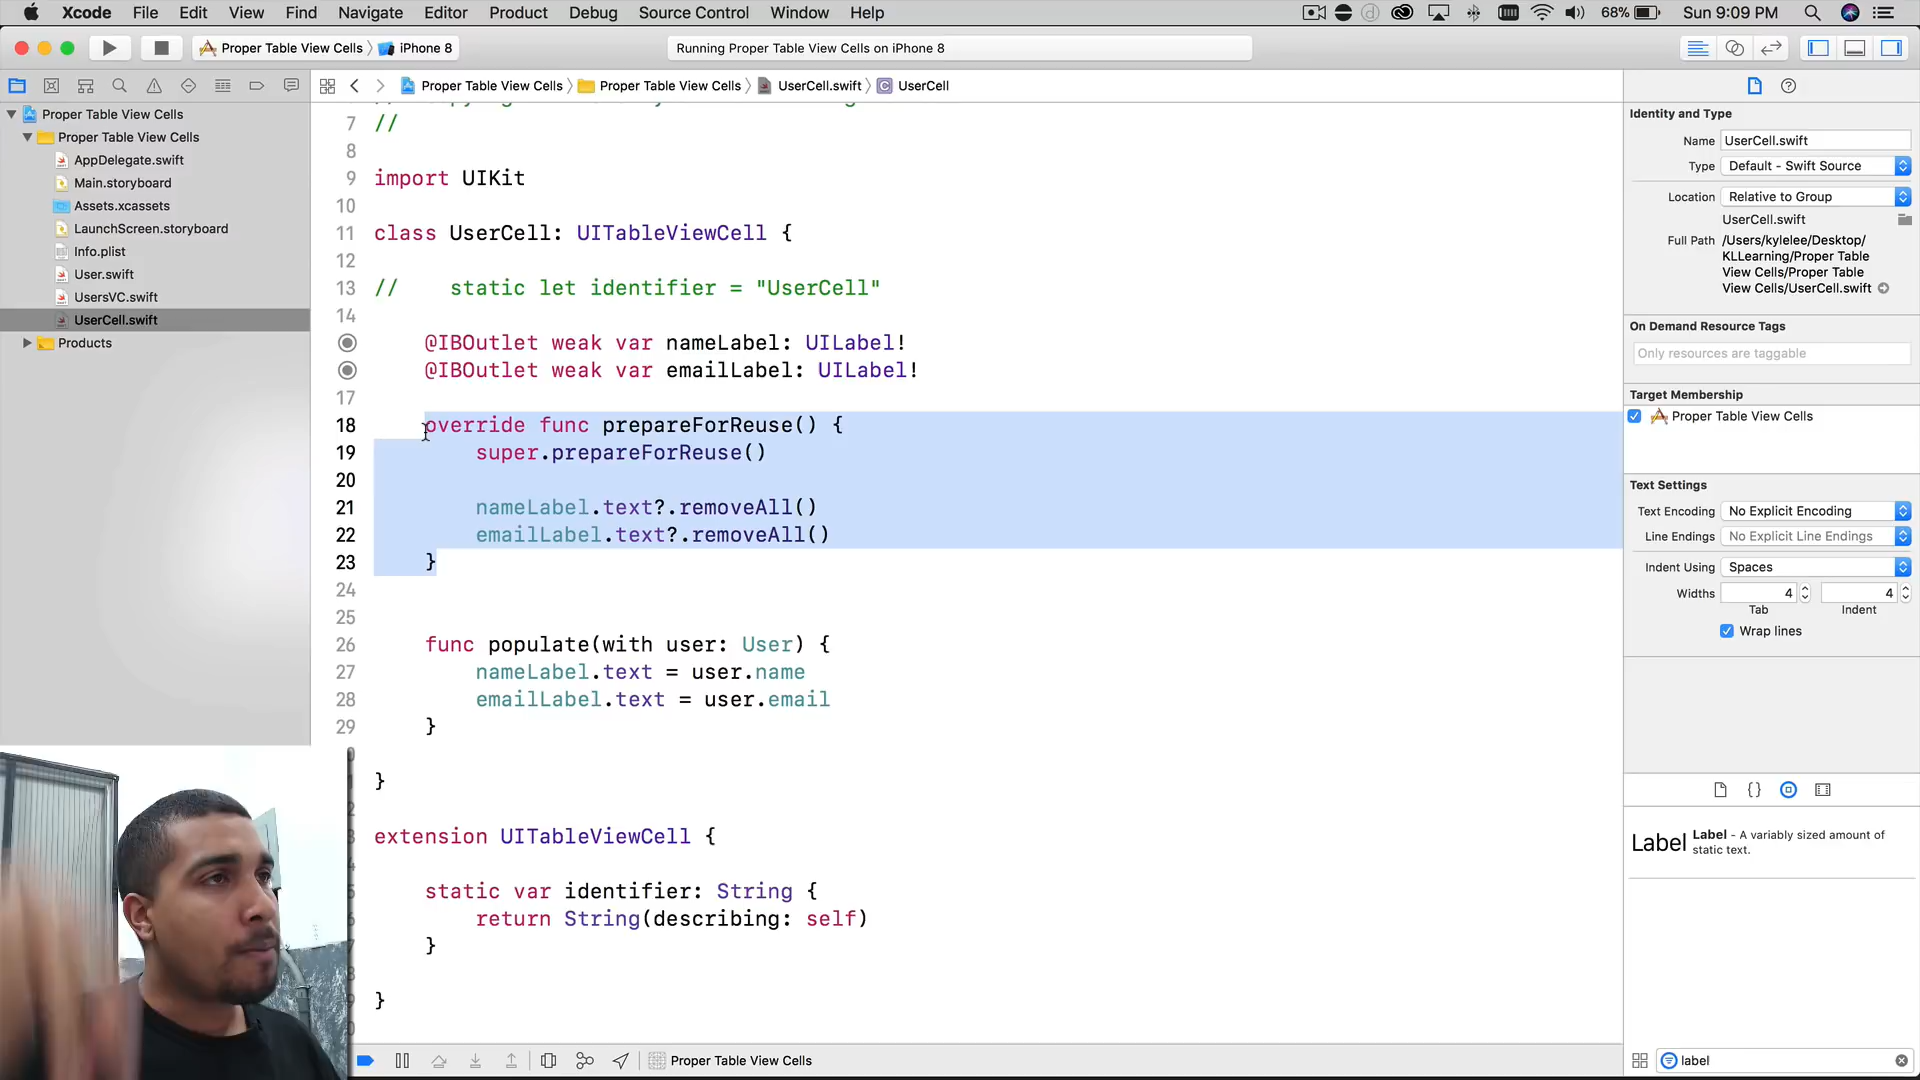 Xcode File Edit View Find Navigate Editor Product Debug Source Control Window Help 68% Sun 9:09 PM
Proper Table View Cells iPhone 8 Running Proper Table View Cells on iPhone 8
Proper Table View Cells Proper Table View Cells UserCell.swift UserCell
Proper Table View Cells
Proper Table View Cells
AppDelegate.swift
Main.storyboard
Assets.xcassets
LaunchScreen.storyboard
Info.plist
User.swift
UsersVC.swift
UserCell.swift
Products
7 //
8
9 import UIKit
10
11 class UserCell: UITableViewCell {
12
13 //    static let identifier = "UserCell"
14
@IBOutlet weak var nameLabel: UILabel!
@IBOutlet weak var emailLabel: UILabel!
17
18 override func prepareForReuse() {
19 super.prepareForReuse()
20
21 nameLabel.text?.removeAll()
22 emailLabel.text?.removeAll()
23 }
24
25
26 func populate(with user: User) {
27 nameLabel.text = user.name
28 emailLabel.text = user.email
29 }
}
extension UITableViewCell {
static var identifier: String {
return String(describing: self)
}
}
Proper Table View Cells
Identity and Type
Name UserCell.swift
Type Default - Swift Source
Location Relative to Group
UserCell.swift
Full Path /Users/kylelee/Desktop/
KLLearning/Proper Table
View Cells/Proper Table
View Cells/UserCell.swift
On Demand Resource Tags
Only resources are taggable
Target Membership
Proper Table View Cells
Text Settings
Text Encoding No Explicit Encoding
Line Endings No Explicit Line Endings
Indent Using Spaces
Widths 4 4
Tab Indent
Wrap lines
Label Label - A variably sized amount of
static text.
label